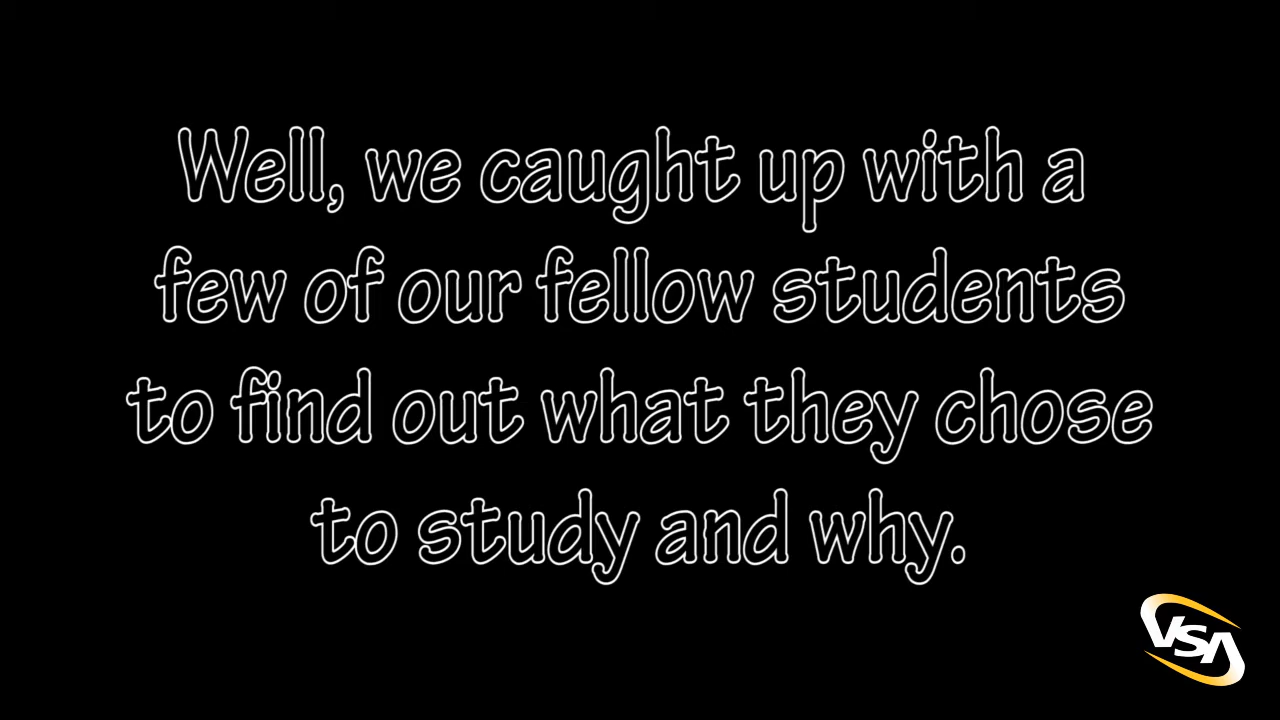 Well, we caught up with a
few of our fellow students
to find out what they chose
to study and why.
VSA